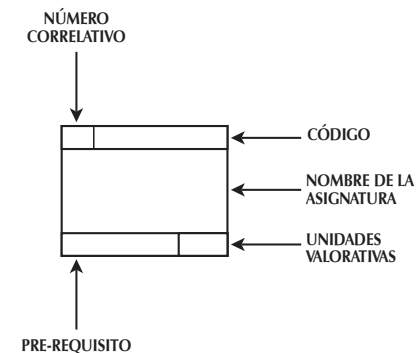 NÚMERO
CORRELATIVO
CÓDIGO
NOMBRE DE LA
ASIGNATURA
UNIDADES
VALORATIVAS
PRE-REQUISITO